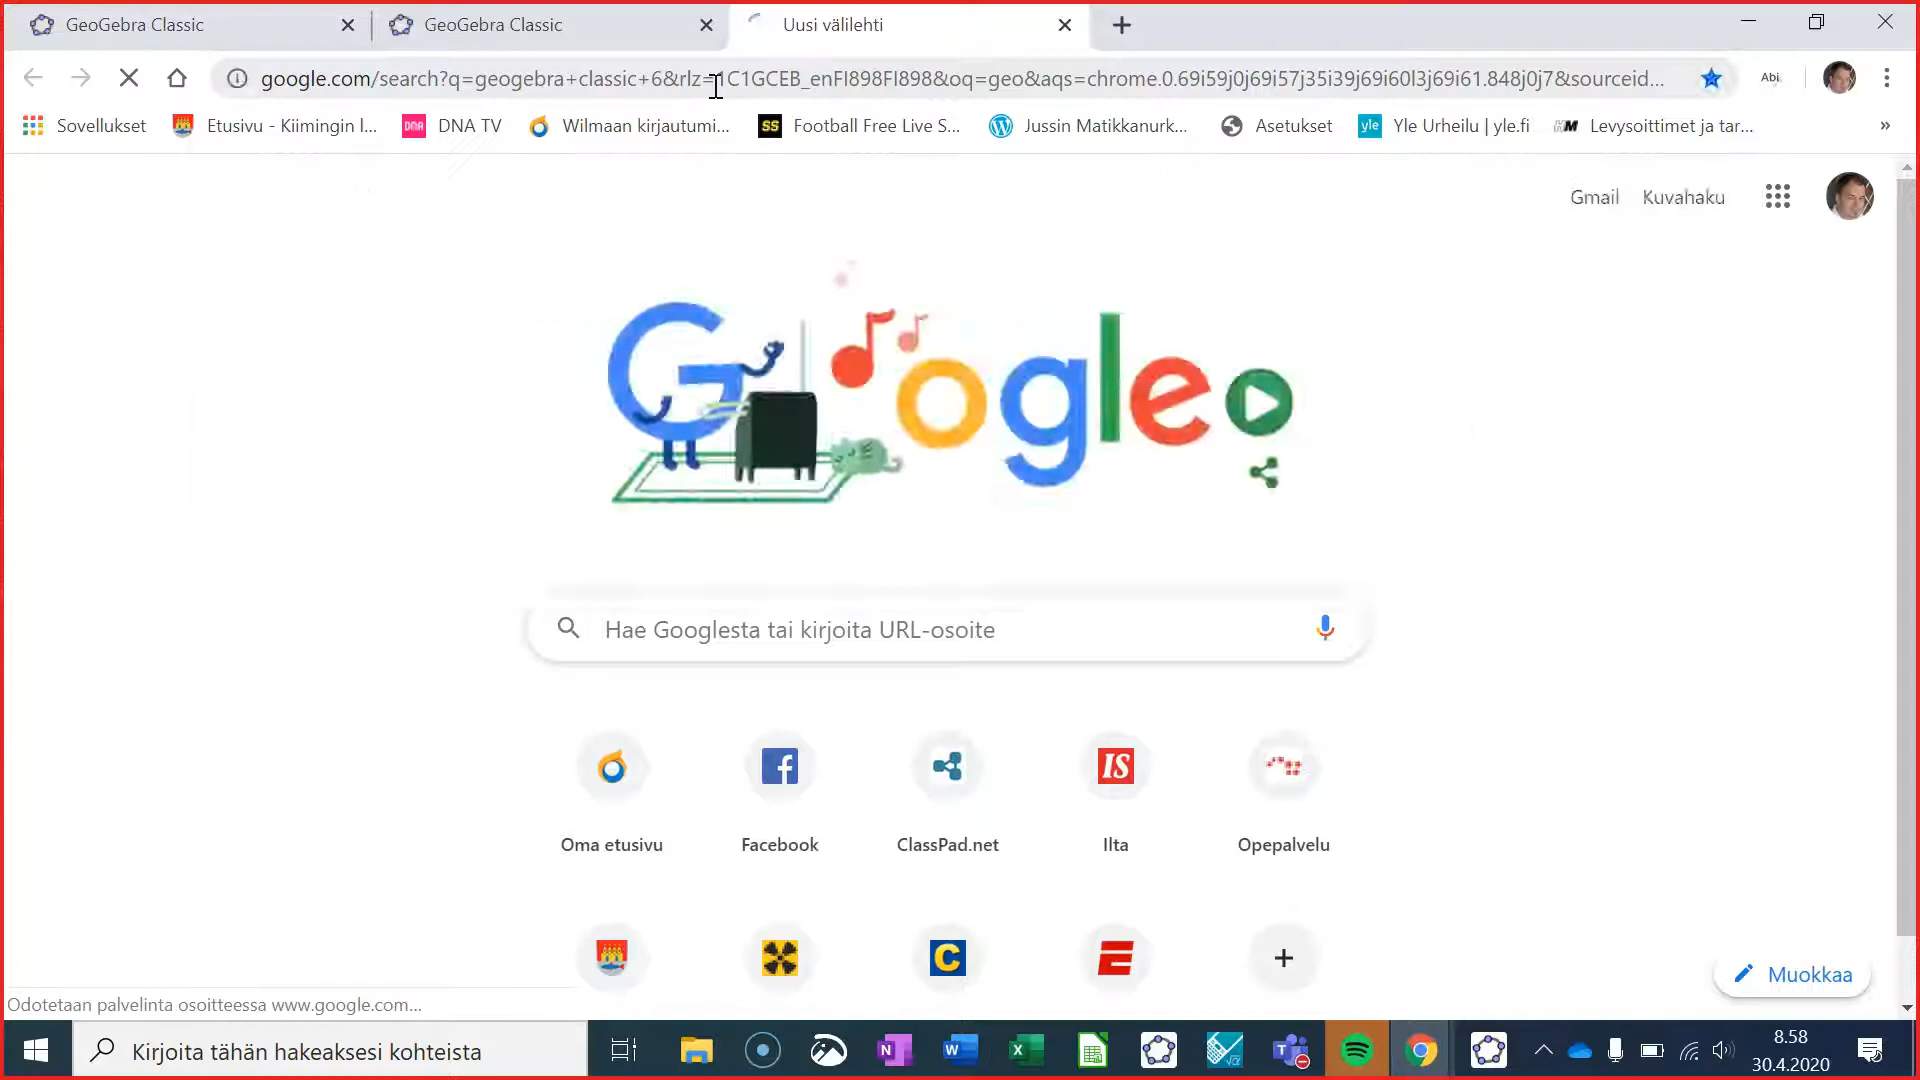 GeoGebra Classic
GeoGebra Classic
Uusi välilehti
google.com/search?q=geogebra+classic+6&rlz=1C1GCEB_enFI898FI898&oq=geo&aqs=chrome.0.69i59j0j69i57j35i39j69i60l3j69i61.848j0j7&sourceid...
Abi
Sovellukset
Etusivu - Kiimingin l...
DNA TV
Wilmaan kirjautumi...
Football Free Live S...
Jussin Matikkanurk...
Asetukset
Yle Urheilu | yle.fi
Levysoittimet ja tar...
»
Gmail
Kuvahaku
Google
Hae Googlesta tai kirjoita URL-osoite
Oma etusivu
Facebook
ClassPad.net
Ilta
Opepalvelu
Muokkaa
Odotetaan palvelinta osoitteessa www.google.com...
Kirjoita tähän hakeaksesi kohteista
8.58
30.4.2020